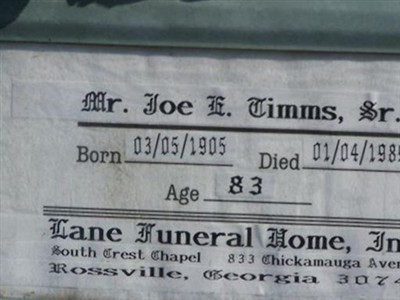 Mr. Joe E. Timms, Sr.
Born 03/05/1905 Died 01/04/1989
Age 83
Lane Funeral Home, In
South Crest Chapel 833 Chickamauga Aven
Rossville, Georgia 3074